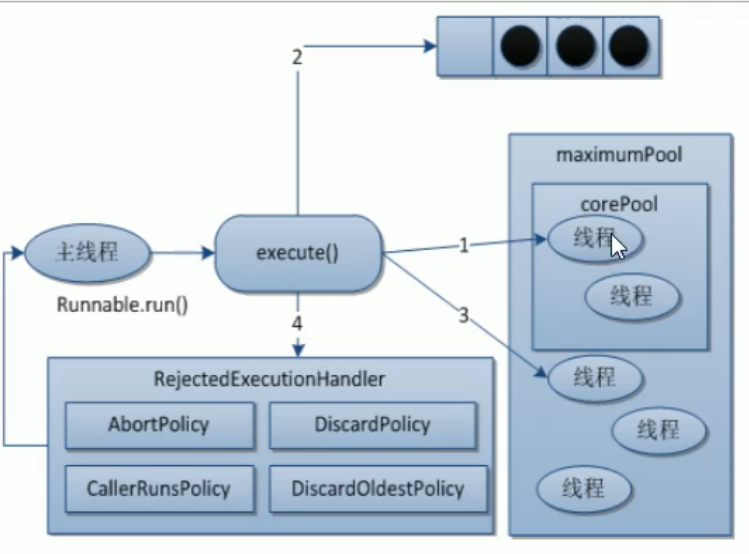 2
maximumPool
corePool
线程
线程
主线程
execute()
1
Runnable.run()
3
4
线程
线程
线程
RejectedExecutionHandler
AbortPolicy
DiscardPolicy
CallerRunsPolicy
DiscardOldestPolicy